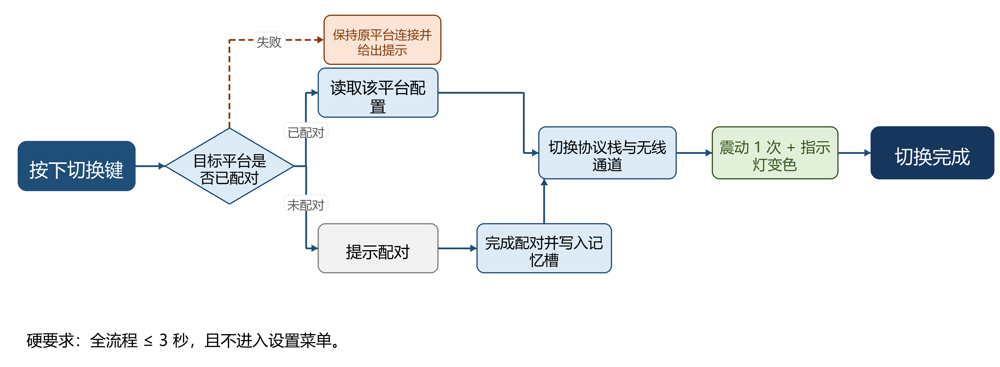 失败
保持原平台连接并
给出提示
读取该平台配
置
已配对
按下切换键
目标平台是
否已配对
切换协议栈与无线
通道
震动 1 次 + 指示
灯变色
切换完成
未配对
提示配对
完成配对并写入记
忆槽
硬要求：全流程 ≤ 3 秒，且不进入设置菜单。